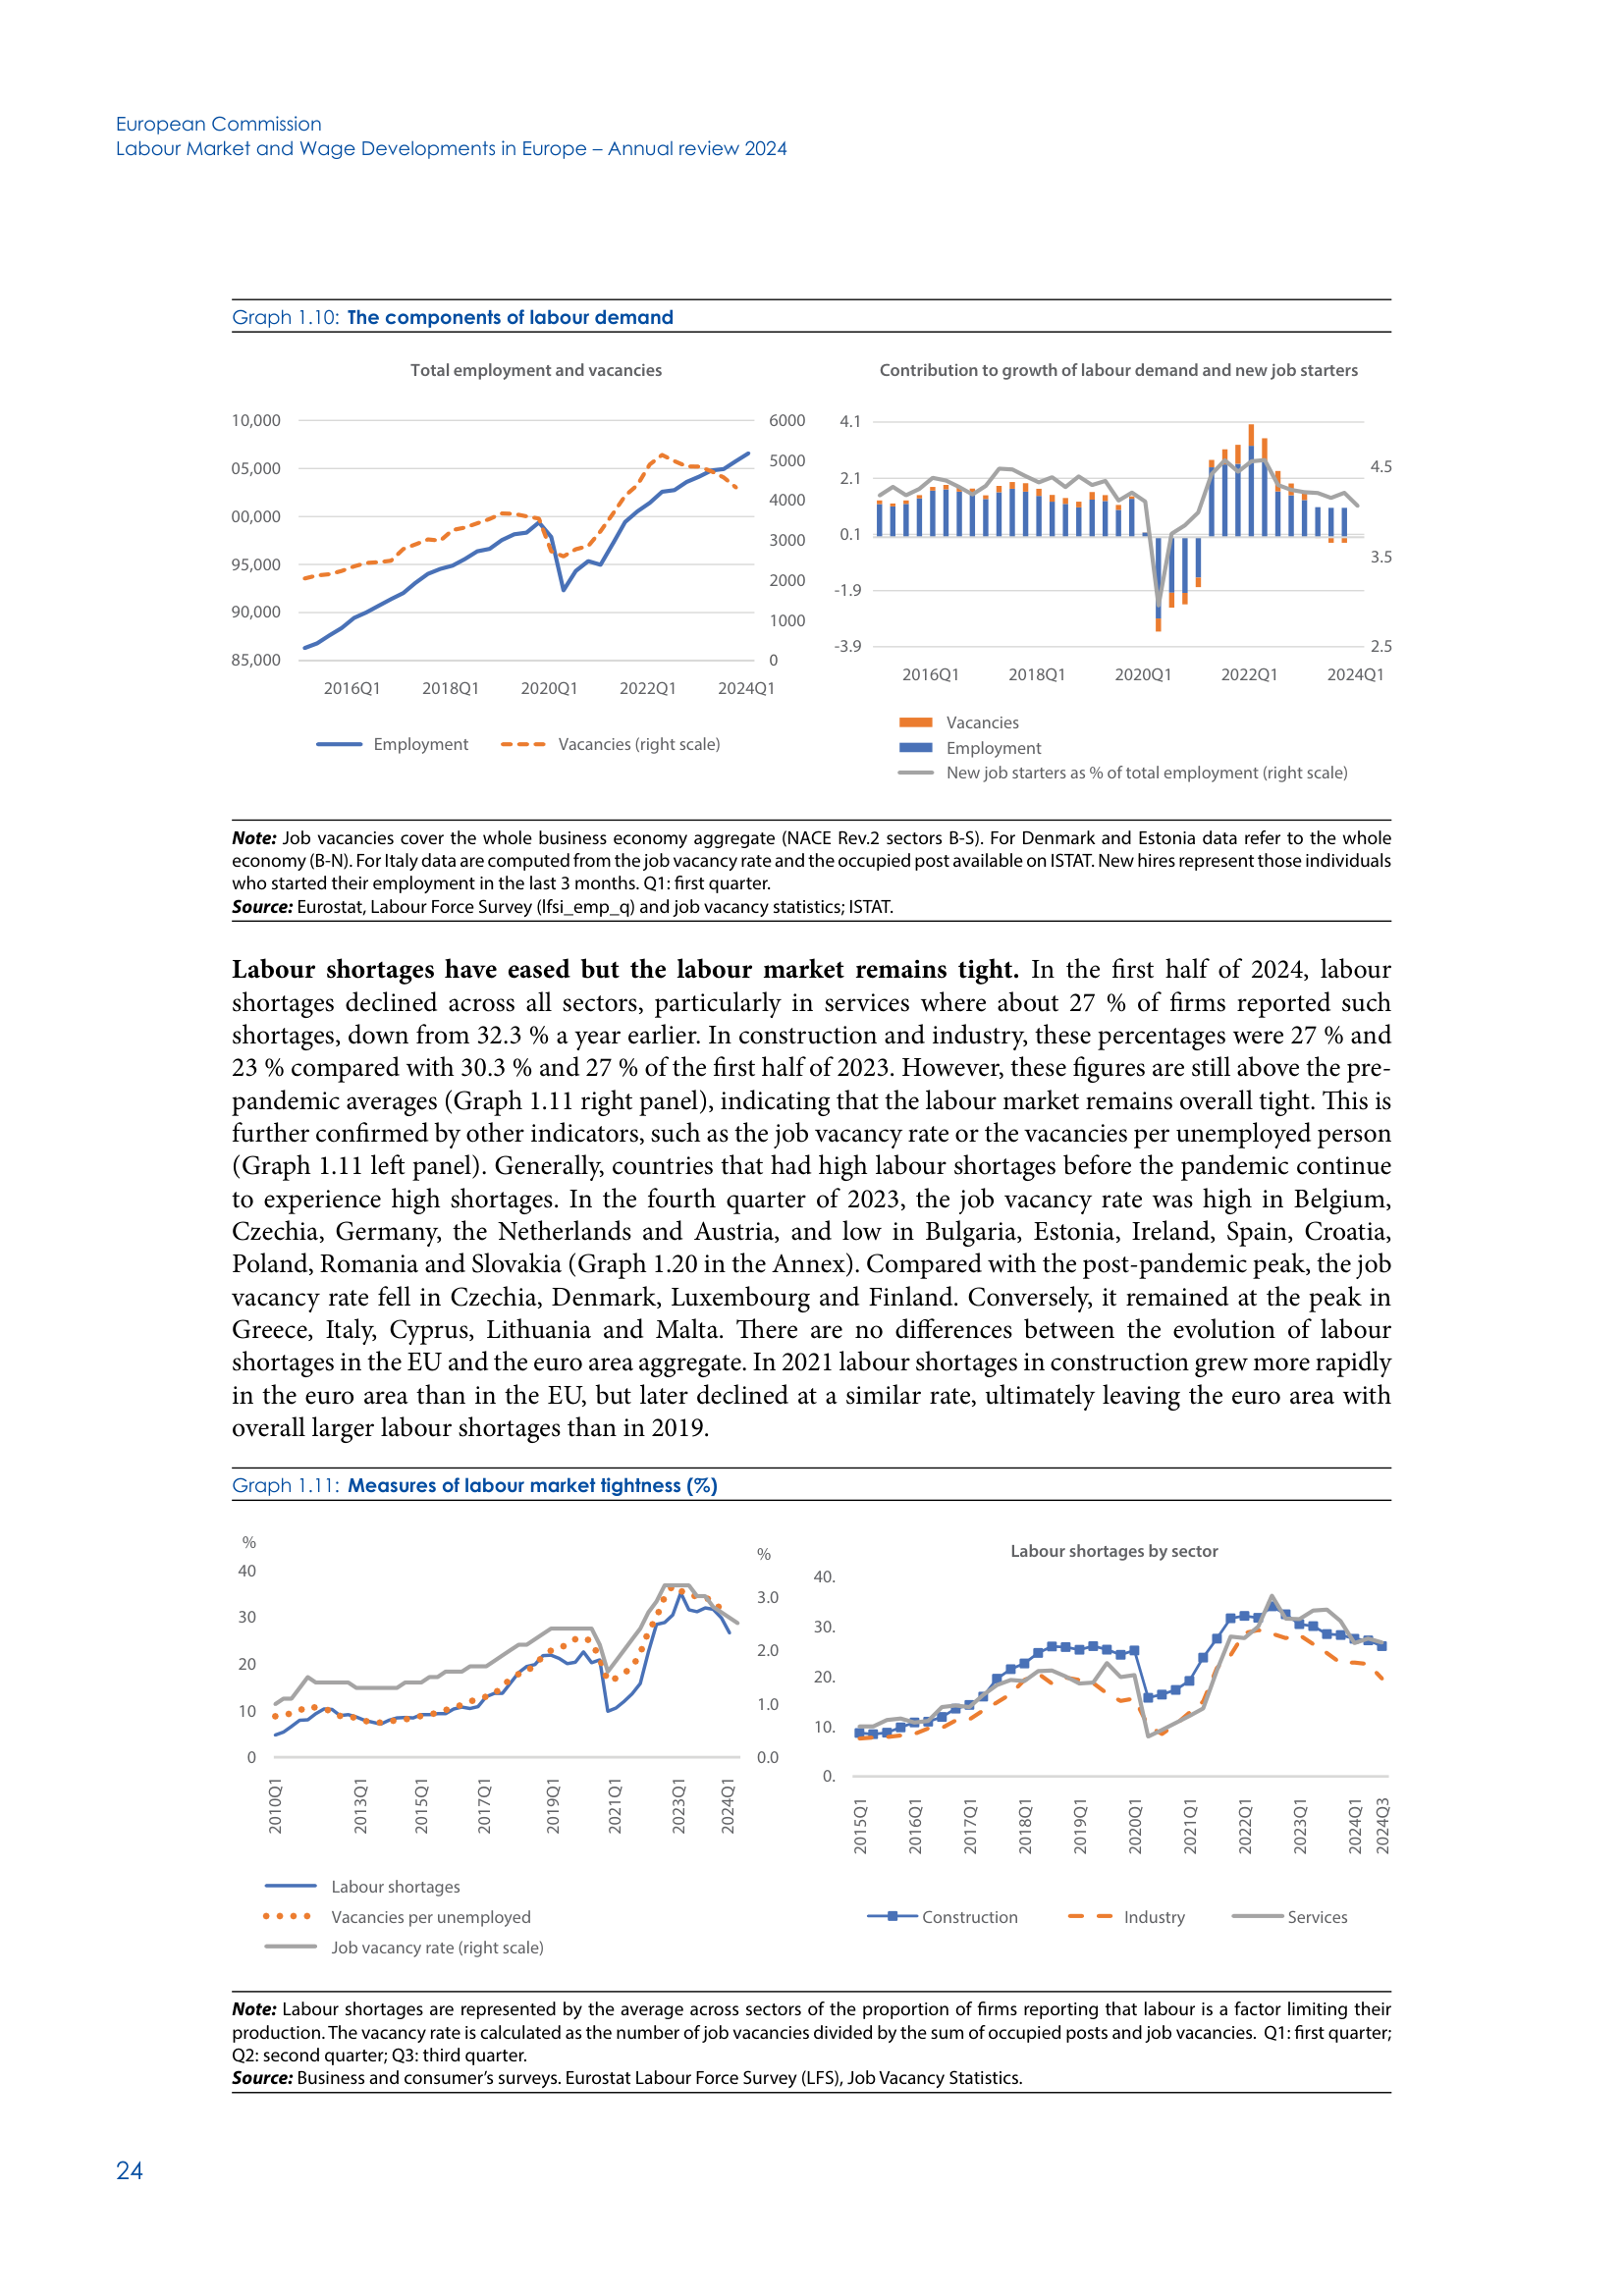 European Commission
Labour Market and Wage Developments in Europe – Annual review 2024
Graph 1.10: The components of labour demand
Total employment and vacancies
10,000
05,000
00,000
95,000
90,000
85,000
6000
5000
4000
3000
2000
1000
0
2016Q1 2018Q1 2020Q1 2022Q1 2024Q1
Employment Vacancies (right scale)
Contribution to growth of labour demand and new job starters
4.1
2.1
0.1
-1.9
-3.9
4.5
3.5
2.5
2016Q1 2018Q1 2020Q1 2022Q1 2024Q1
Vacancies
Employment
New job starters as % of total employment (right scale)
Note: Job vacancies cover the whole business economy aggregate (NACE Rev.2 sectors B-S). For Denmark and Estonia data refer to the whole
economy (B-N). For Italy data are computed from the job vacancy rate and the occupied post available on ISTAT. New hires represent those individuals
who started their employment in the last 3 months. Q1: first quarter.
Source: Eurostat, Labour Force Survey (lfsi_emp_q) and job vacancy statistics; ISTAT.
Labour shortages have eased but the labour market remains tight. In the first half of 2024, labour
shortages declined across all sectors, particularly in services where about 27 % of firms reported such
shortages, down from 32.3 % a year earlier. In construction and industry, these percentages were 27 % and
23 % compared with 30.3 % and 27 % of the first half of 2023. However, these figures are still above the pre-
pandemic averages (Graph 1.11 right panel), indicating that the labour market remains overall tight. This is
further confirmed by other indicators, such as the job vacancy rate or the vacancies per unemployed person
(Graph 1.11 left panel). Generally, countries that had high labour shortages before the pandemic continue
to experience high shortages. In the fourth quarter of 2023, the job vacancy rate was high in Belgium,
Czechia, Germany, the Netherlands and Austria, and low in Bulgaria, Estonia, Ireland, Spain, Croatia,
Poland, Romania and Slovakia (Graph 1.20 in the Annex). Compared with the post-pandemic peak, the job
vacancy rate fell in Czechia, Denmark, Luxembourg and Finland. Conversely, it remained at the peak in
Greece, Italy, Cyprus, Lithuania and Malta. There are no differences between the evolution of labour
shortages in the EU and the euro area aggregate. In 2021 labour shortages in construction grew more rapidly
in the euro area than in the EU, but later declined at a similar rate, ultimately leaving the euro area with
overall larger labour shortages than in 2019.
Graph 1.11: Measures of labour market tightness (%)
%
40
30
20
10
0
%
3.0
2.0
1.0
0.0
2010Q1 2013Q1 2015Q1 2017Q1 2019Q1 2021Q1 2023Q1 2024Q1
Labour shortages
Vacancies per unemployed
Job vacancy rate (right scale)
Labour shortages by sector
40.
30.
20.
10.
0.
2015Q1 2016Q1 2017Q1 2018Q1 2019Q1 2020Q1 2021Q1 2022Q1 2023Q1 2024Q1 2024Q3
Construction Industry Services
Note: Labour shortages are represented by the average across sectors of the proportion of firms reporting that labour is a factor limiting their
production. The vacancy rate is calculated as the number of job vacancies divided by the sum of occupied posts and job vacancies. Q1: first quarter;
Q2: second quarter; Q3: third quarter.
Source: Business and consumer’s surveys. Eurostat Labour Force Survey (LFS), Job Vacancy Statistics.
24